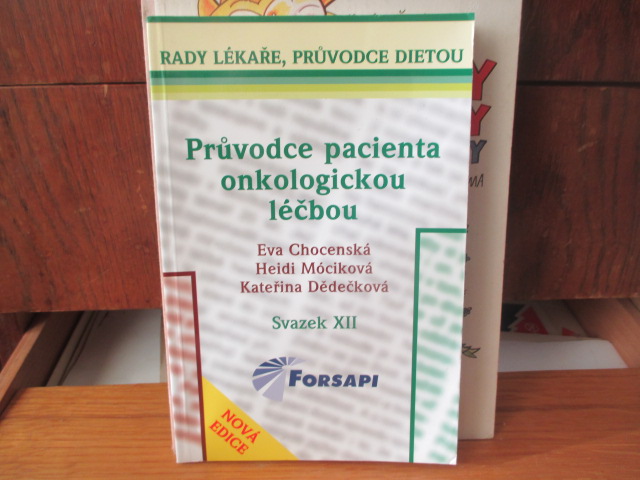 RADY LÉKAŘE, PRŮVODCE DIETOU
Průvodce pacienta
onkologickou
léčbou
Eva Chocenská
Heidi Móciková
Kateřina Dědečková
Svazek XII
FORSAPI
NOVÁ
EDICE